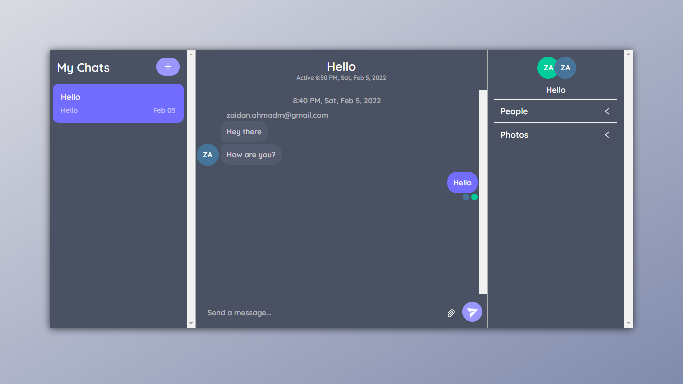 My Chats
+
Hello
Hello Feb 05
Hello
Active 8:50 PM, Sat, Feb 5, 2022
8:40 PM, Sat, Feb 5, 2022
zaidan.ahmadm@gmail.com
Hey there
ZA How are you?
Hello
Send a message...
ZA ZA
Hello
People
Photos